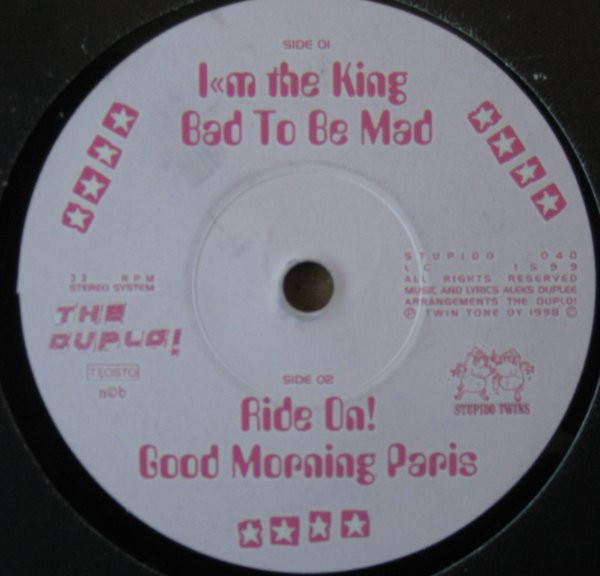 SIDE 01
I«m the King
Bad To Be Mad
33 RPM
STEREO SYSTEM
THE
DUPLO!
TEOSTO
n©b
STUPIDO 040
LC 1599
ALL RIGHTS RESERVED
MUSIC AND LYRICS ALEKS DUPLEE
ARRANGEMENTS THE DUPLO!
℗ TWIN TONE OY 1998 ©
STUPIDO TWINS
SIDE 02
Ride On!
Good Morning Paris